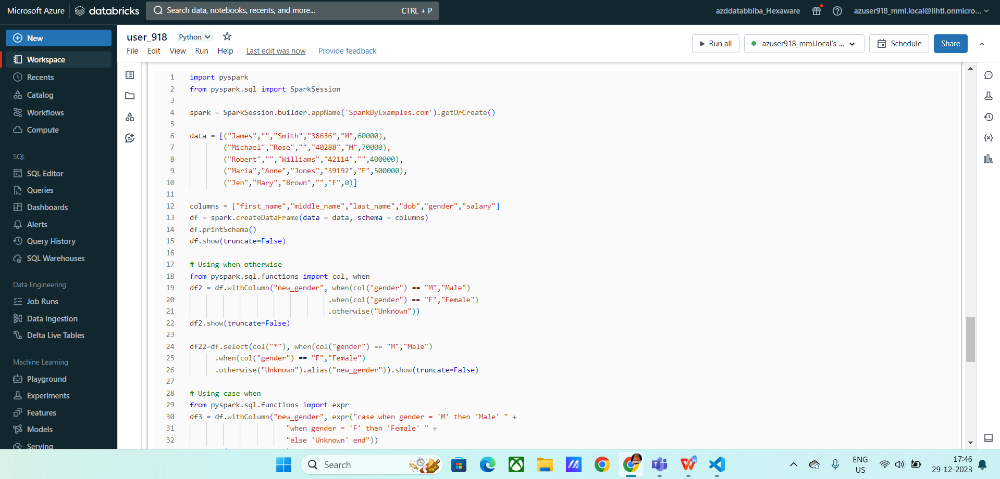 Microsoft Azure databricks Search data, notebooks, recents, and more... CTRL + P azddatabbiba_Hexaware azuser918_mml.local@iihtl.onmicro...
New
Workspace
Recents
Catalog
Workflows
Compute
SQL
SQL Editor
Queries
Dashboards
Alerts
Query History
SQL Warehouses
Data Engineering
Job Runs
Data Ingestion
Delta Live Tables
Machine Learning
Playground
Experiments
Features
Models
Serving
user_918 Python
File Edit View Run Help Last edit was now Provide feedback
Run all azuser918_mml.local's ... Schedule Share
1 import pyspark
2 from pyspark.sql import SparkSession
3
4 spark = SparkSession.builder.appName('SparkByExamples.com').getOrCreate()
5
6 data = [("James","","Smith","36636","M",60000),
7 ("Michael","Rose","","40288","M",70000),
8 ("Robert","","Williams","42114","",400000),
9 ("Maria","Anne","Jones","39192","F",500000),
10 ("Jen","Mary","Brown","","F",0)]
11
12 columns = ["first_name","middle_name","last_name","dob","gender","salary"]
13 df = spark.createDataFrame(data = data, schema = columns)
14 df.printSchema()
15 df.show(truncate=False)
16
17 # Using when otherwise
18 from pyspark.sql.functions import col, when
19 df2 = df.withColumn("new_gender", when(col("gender") == "M","Male")
20 .when(col("gender") == "F","Female")
21 .otherwise("Unknown"))
22 df2.show(truncate=False)
23
24 df22=df.select(col("*"), when(col("gender") == "M","Male")
25 .when(col("gender") == "F","Female")
26 .otherwise("Unknown").alias("new_gender")).show(truncate=False)
27
28 # Using case when
29 from pyspark.sql.functions import expr
30 df3 = df.withColumn("new_gender", expr("case when gender = 'M' then 'Male' " +
31 "when gender = 'F' then 'Female' " +
32 "else 'Unknown' end"))
Search
ENG
US
17:46
29-12-2023